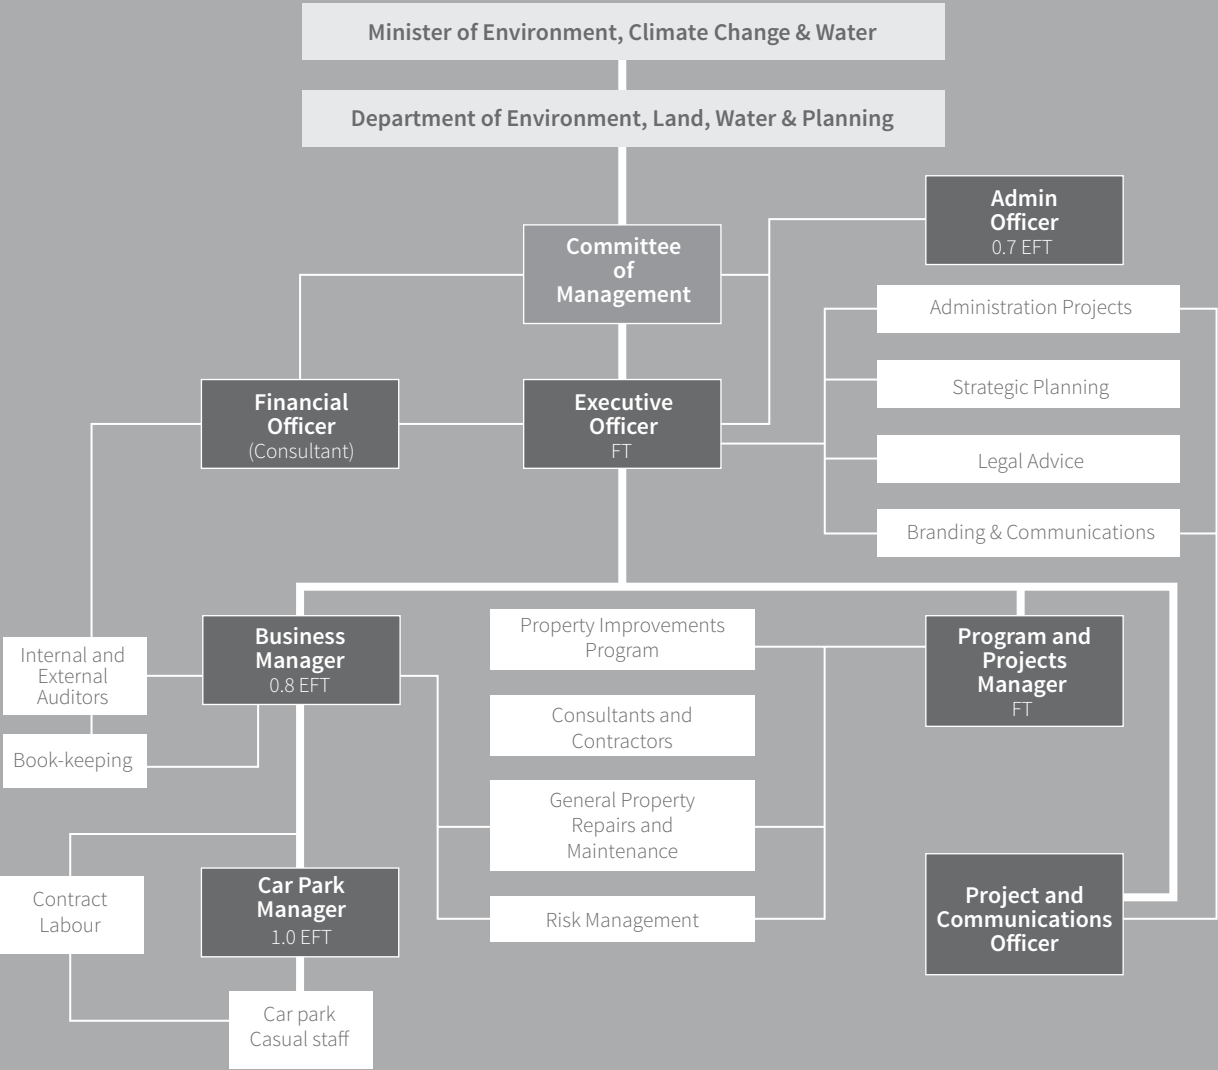 Minister of Environment, Climate Change & Water
Department of Environment, Land, Water & Planning
Admin
Officer
0.7 EFT
Committee
of
Management
Administration Projects
Strategic Planning
Legal Advice
Branding & Communications
Financial
Officer
(Consultant)
Executive
Officer
FT
Internal and
External
Auditors
Book-keeping
Business
Manager
0.8 EFT
Property Improvements
Program
Consultants and
Contractors
General Property
Repairs and
Maintenance
Risk Management
Program and
Projects
Manager
FT
Contract
Labour
Car Park
Manager
1.0 EFT
Car park
Casual staff
Project and
Communications
Officer